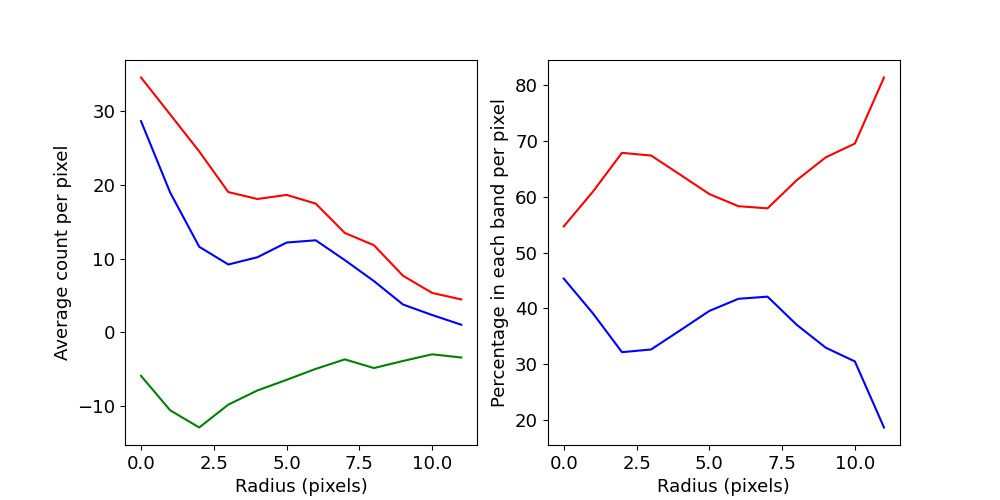 Average count per pixel
30
20
10
0
−10
0.0 2.5 5.0 7.5 10.0
Radius (pixels)
Percentage in each band per pixel
80
70
60
50
40
30
20
0.0 2.5 5.0 7.5 10.0
Radius (pixels)